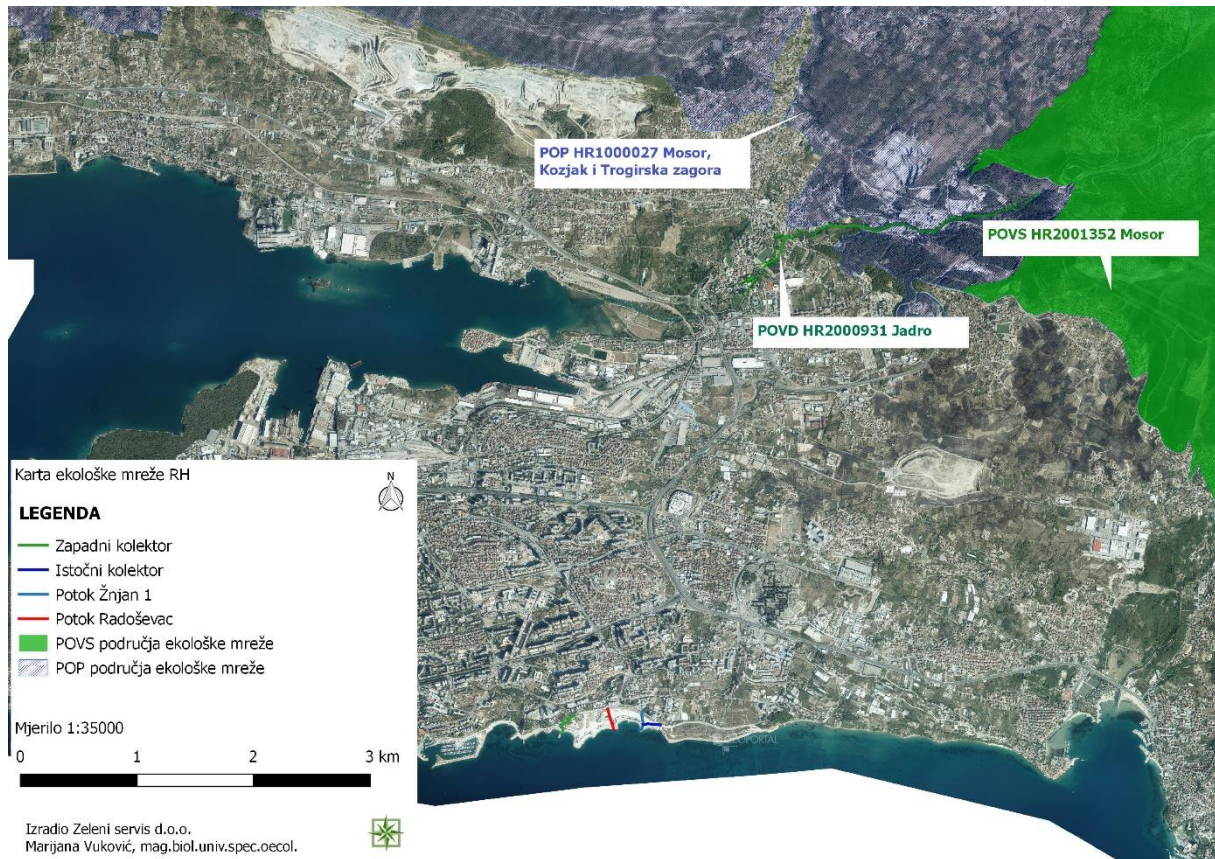 POP HR1000027 Mosor,
Kozjak i Trogirska zagora
POVS HR2001352 Mosor
POVD HR2000931 Jadro
Karta ekološke mreže RH
N
LEGENDA
Zapadni kolektor
Istočni kolektor
Potok Žnjan 1
Potok Radoševac
POVS područja ekološke mreže
POP područja ekološke mreže
Mjerilo 1:35000
0 1 2 3 km
Izradio Zeleni servis d.o.o.
Marijana Vuković, mag.biol.univ.spec.oecol.